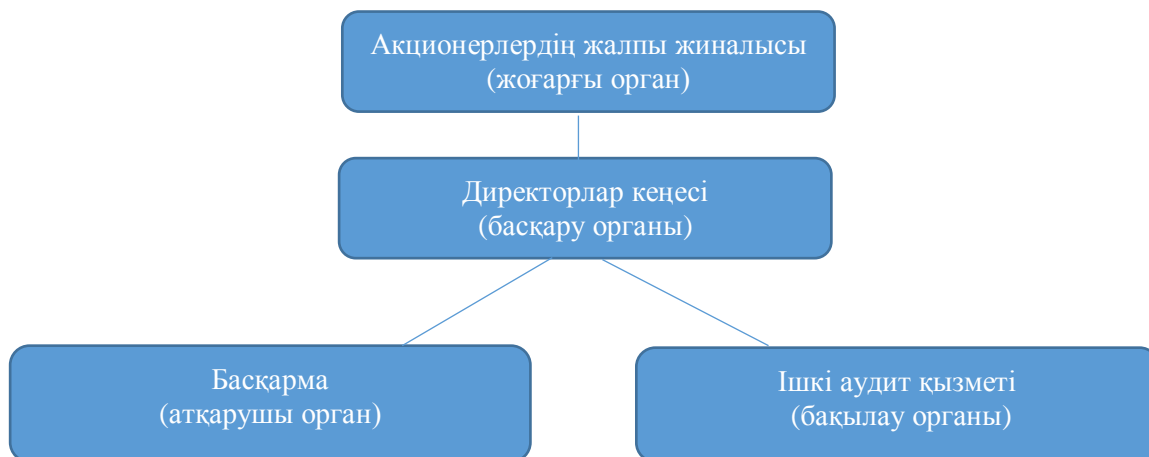 Акционерлердің жалпы жиналысы
(жоғарғы орган)
Директорлар кеңесі
(басқару органы)
Басқарма
(атқарушы орган)
Ішкі аудит қызметі
(бақылау органы)